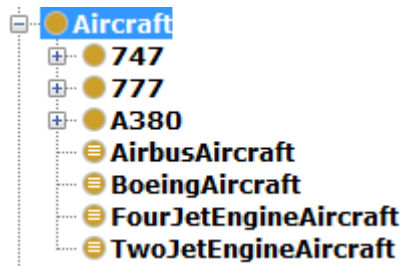 Aircraft
747
777
A380
AirbusAircraft
BoeingAircraft
FourJetEngineAircraft
TwoJetEngineAircraft